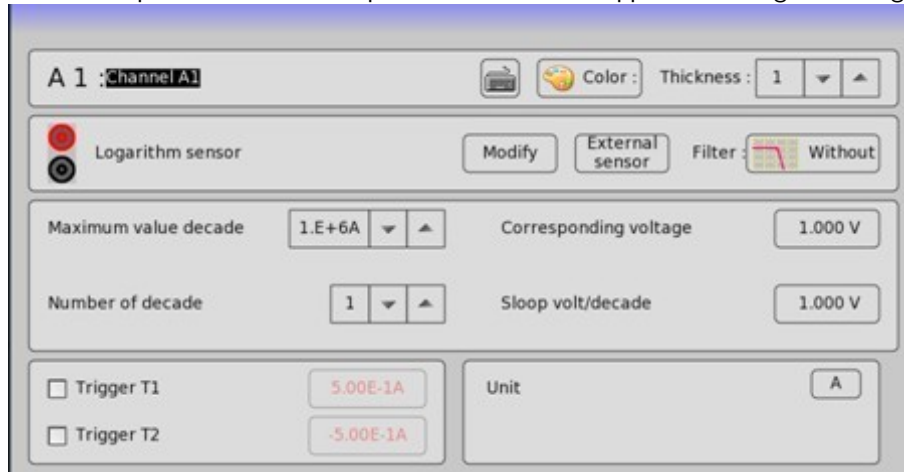 A 1 :Channel A1 Color : Thickness : 1
Logarithm sensor Modify External sensor Filter : Without
Maximum value decade 1.E+6A Corresponding voltage 1.000 V
Number of decade 1 Sloop volt/decade 1.000 V
Trigger T1 5.00E-1A Unit A
Trigger T2 -5.00E-1A